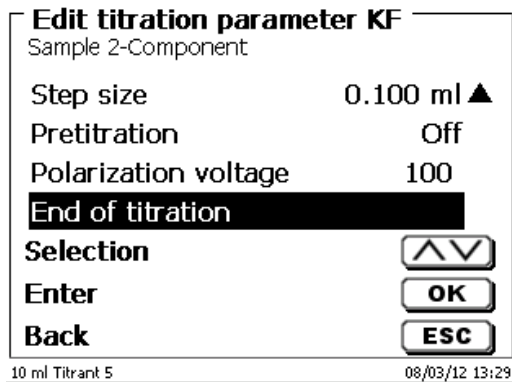 Edit titration parameter KF
Sample 2-Component
Step size 0.100 ml ▲
Pretitration Off
Polarization voltage 100
End of titration
Selection
Enter OK
Back ESC
10 ml Titrant 5 08/03/12 13:29